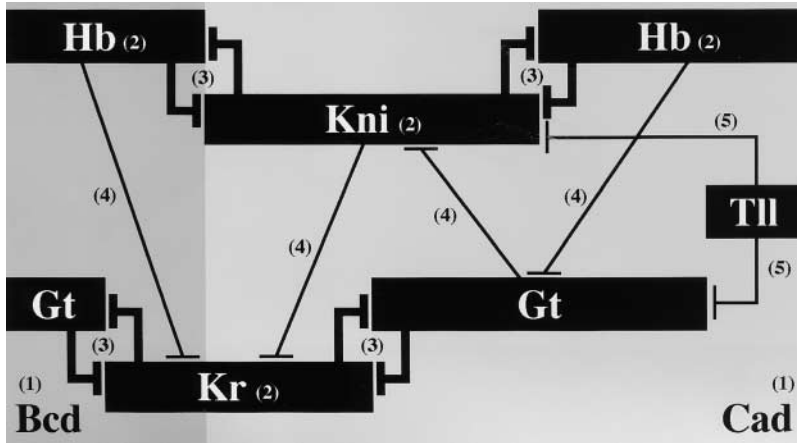 Hb (2)
Hb (2)
(3)
(3)
Kni (2)
(5)
(4)
(4)
(4)
Tll
(4)
(5)
Gt
Gt
(3)
(3)
Kr (2)
(1)
(1)
Bcd
Cad